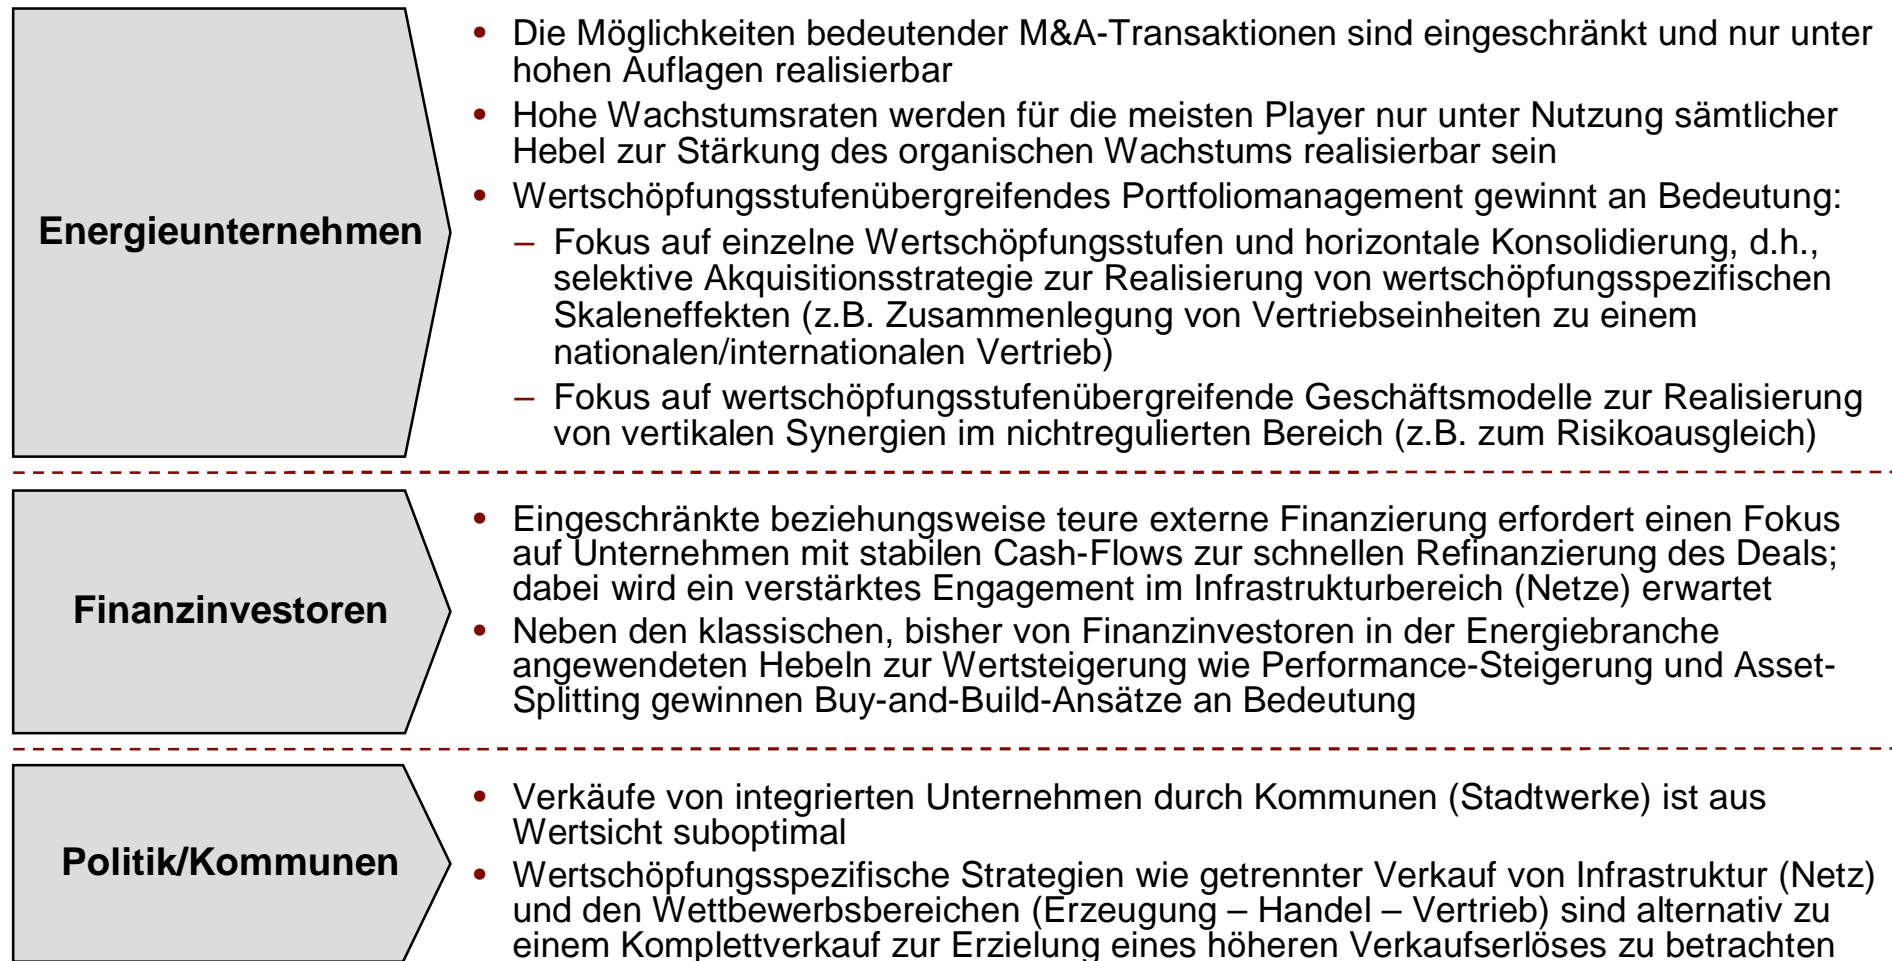 Energieunternehmen
• Die Möglichkeiten bedeutender M&A-Transaktionen sind eingeschränkt und nur unter
hohen Auflagen realisierbar
• Hohe Wachstumsraten werden für die meisten Player nur unter Nutzung sämtlicher
Hebel zur Stärkung des organischen Wachstums realisierbar sein
• Wertschöpfungsstufenübergreifendes Portfoliomanagement gewinnt an Bedeutung:
– Fokus auf einzelne Wertschöpfungsstufen und horizontale Konsolidierung, d.h.,
selektive Akquisitionsstrategie zur Realisierung von wertschöpfungsspezifischen
Skaleneffekten (z.B. Zusammenlegung von Vertriebseinheiten zu einem
nationalen/internationalen Vertrieb)
– Fokus auf wertschöpfungsstufenübergreifende Geschäftsmodelle zur Realisierung
von vertikalen Synergien im nichtregulierten Bereich (z.B. zum Risikoausgleich)
Finanzinvestoren
• Eingeschränkte beziehungsweise teure externe Finanzierung erfordert einen Fokus
auf Unternehmen mit stabilen Cash-Flows zur schnellen Refinanzierung des Deals;
dabei wird ein verstärktes Engagement im Infrastrukturbereich (Netze) erwartet
• Neben den klassischen, bisher von Finanzinvestoren in der Energiebranche
angewendeten Hebeln zur Wertsteigerung wie Performance-Steigerung und Asset-
Splitting gewinnen Buy-and-Build-Ansätze an Bedeutung
Politik/Kommunen
• Verkäufe von integrierten Unternehmen durch Kommunen (Stadtwerke) ist aus
Wertsicht suboptimal
• Wertschöpfungsspezifische Strategien wie getrennter Verkauf von Infrastruktur (Netz)
und den Wettbewerbsbereichen (Erzeugung – Handel – Vertrieb) sind alternativ zu
einem Komplettverkauf zur Erzielung eines höheren Verkaufserlöses zu betrachten